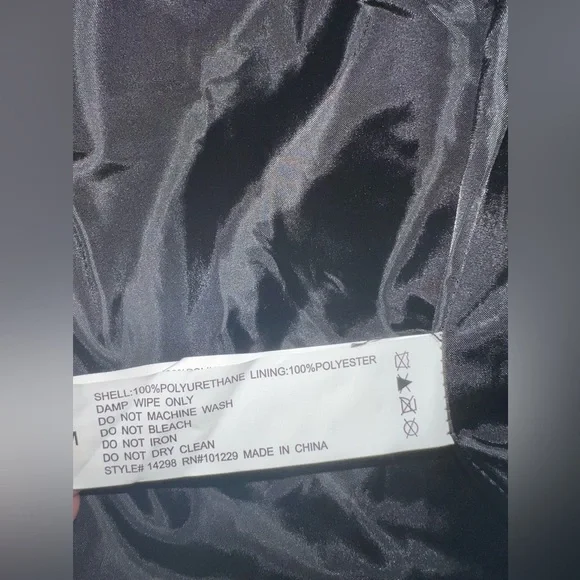 SHELL:100%POLYURETHANE LINING:100%POLYESTER
DAMP WIPE ONLY
DO NOT MACHINE WASH
DO NOT BLEACH
DO NOT IRON
DO NOT DRY CLEAN
STYLE# 14298 RN#101229 MADE IN CHINA
M